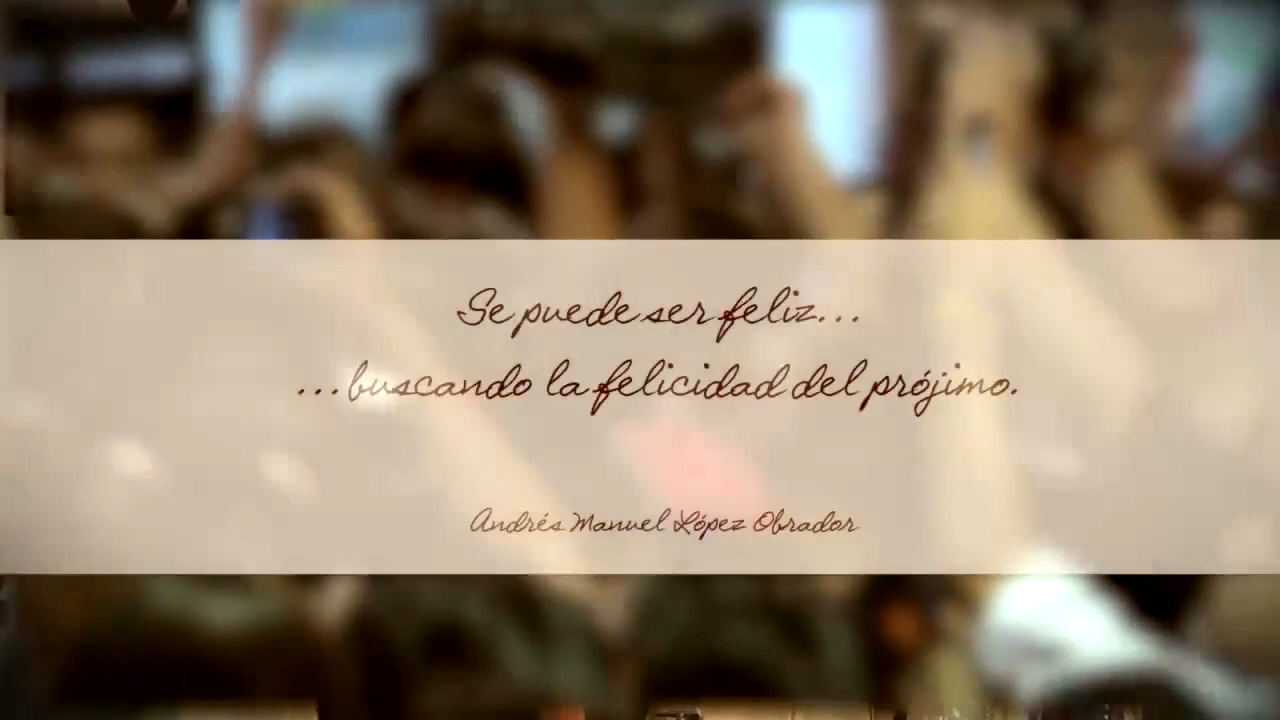 Se puede ser feliz...
...buscando la felicidad del prójimo.
Andrés Manuel López Obrador